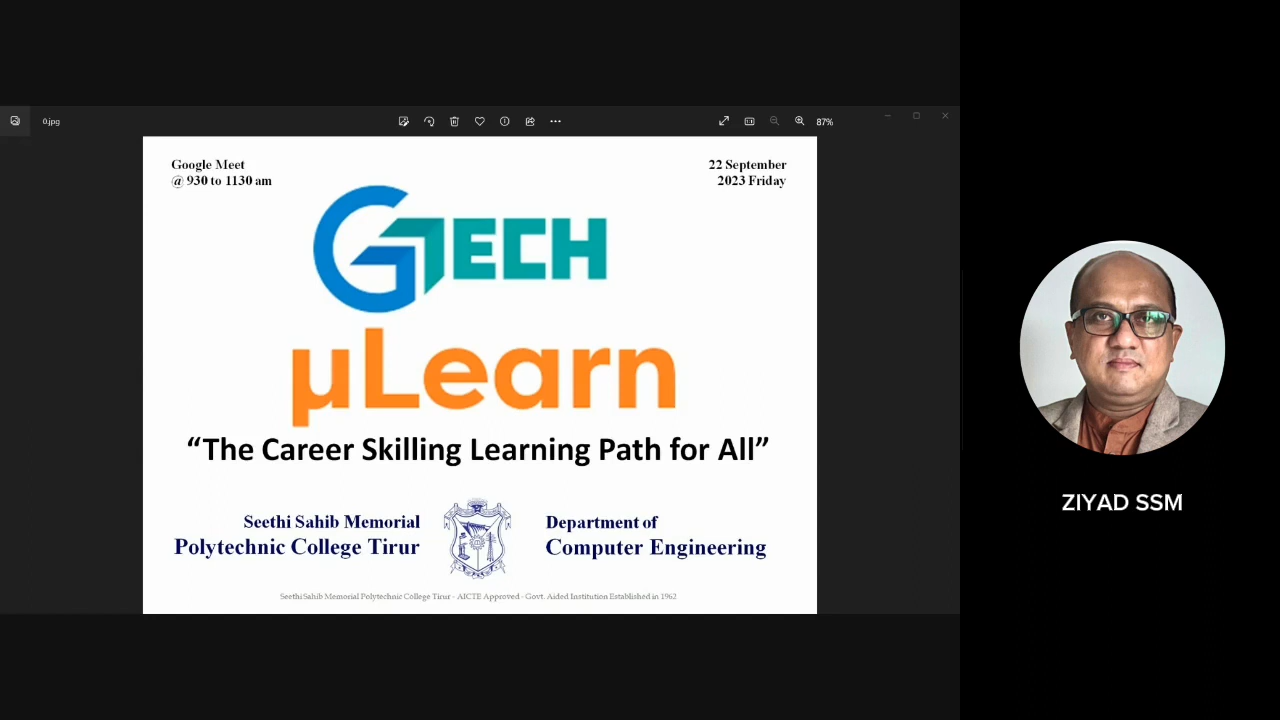 0.jpg
87%
Google Meet
@ 930 to 1130 am
22 September
2023 Friday
GTECH
µLearn
“The Career Skilling Learning Path for All”
Seethi Sahib Memorial
Polytechnic College Tirur
Department of
Computer Engineering
Seethi Sahib Memorial Polytechnic College Tirur - AICTE Approved - Govt. Aided Institution Established in 1962
ZIYAD SSM